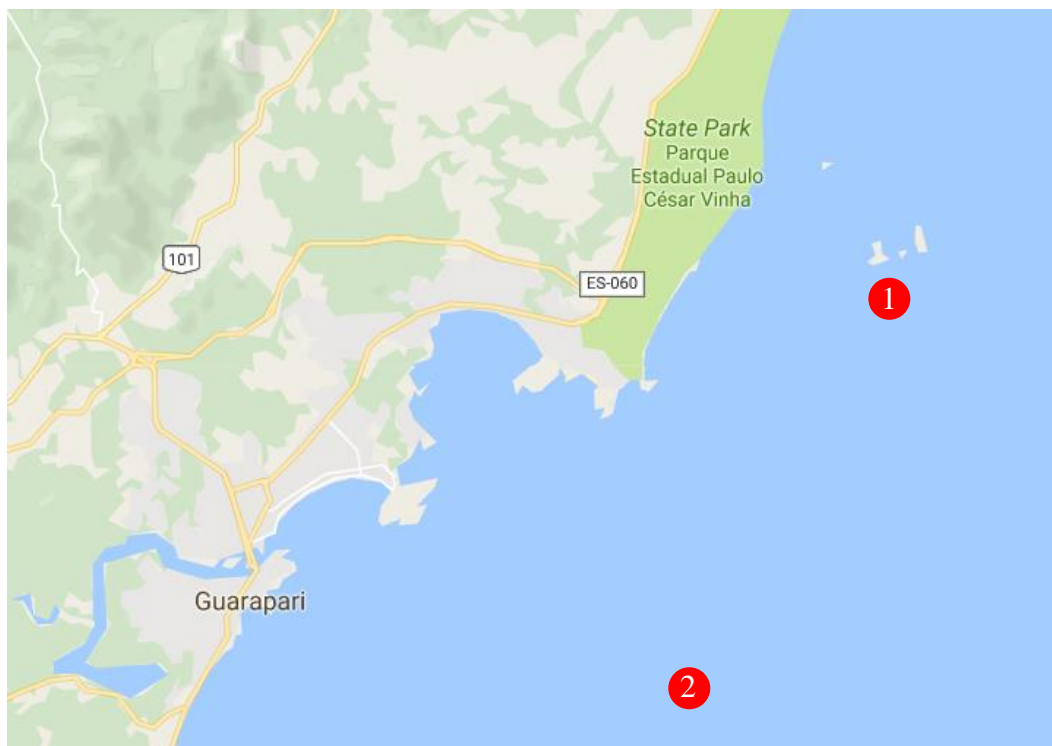 State Park
Parque
Estadual Paulo
César Vinha
101
ES-060
1
Guarapari
2